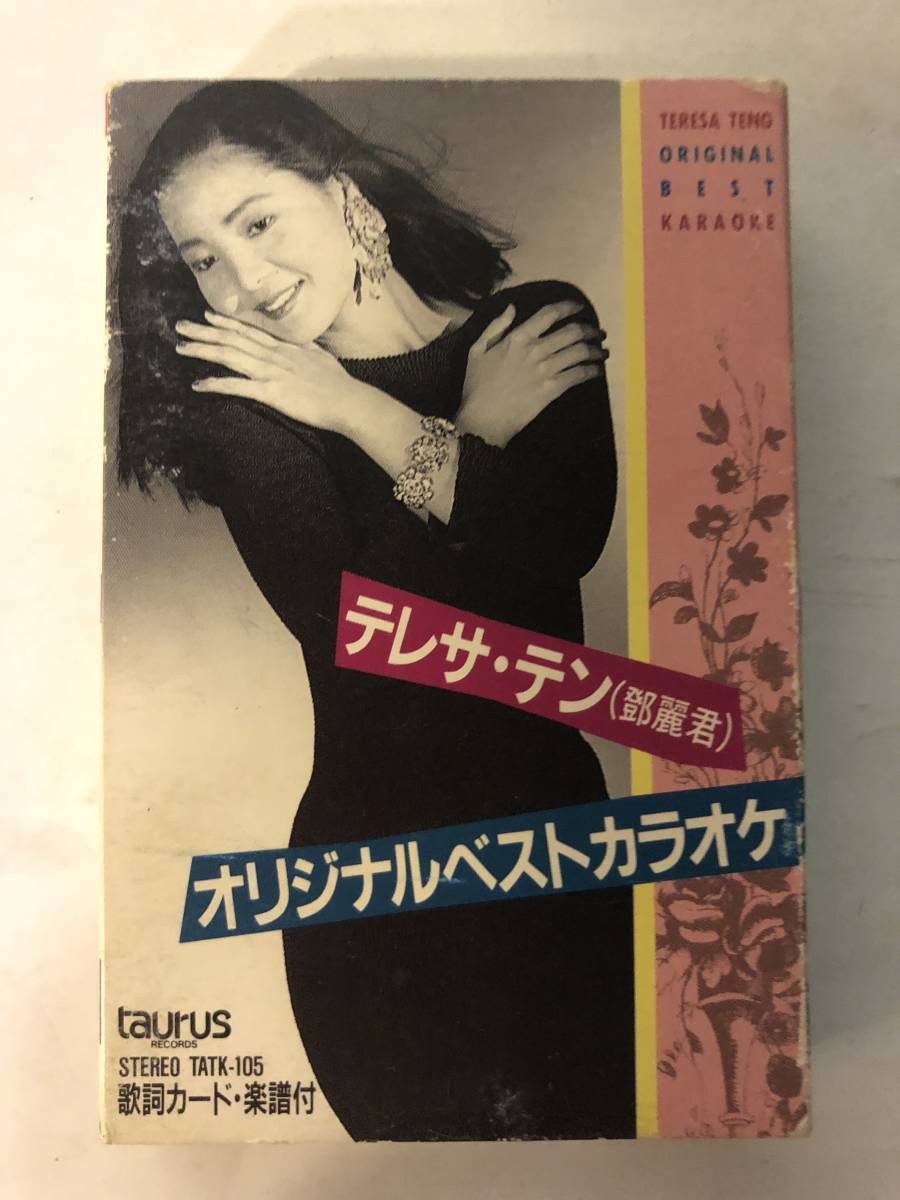 TERESA TENG
ORIGINAL
BEST
KARAOKE
テレサ・テン(鄧麗君)
オリジナルベストカラオケ
taurus
RECORDS
STEREO TATK-105
歌詞カード・楽譜付